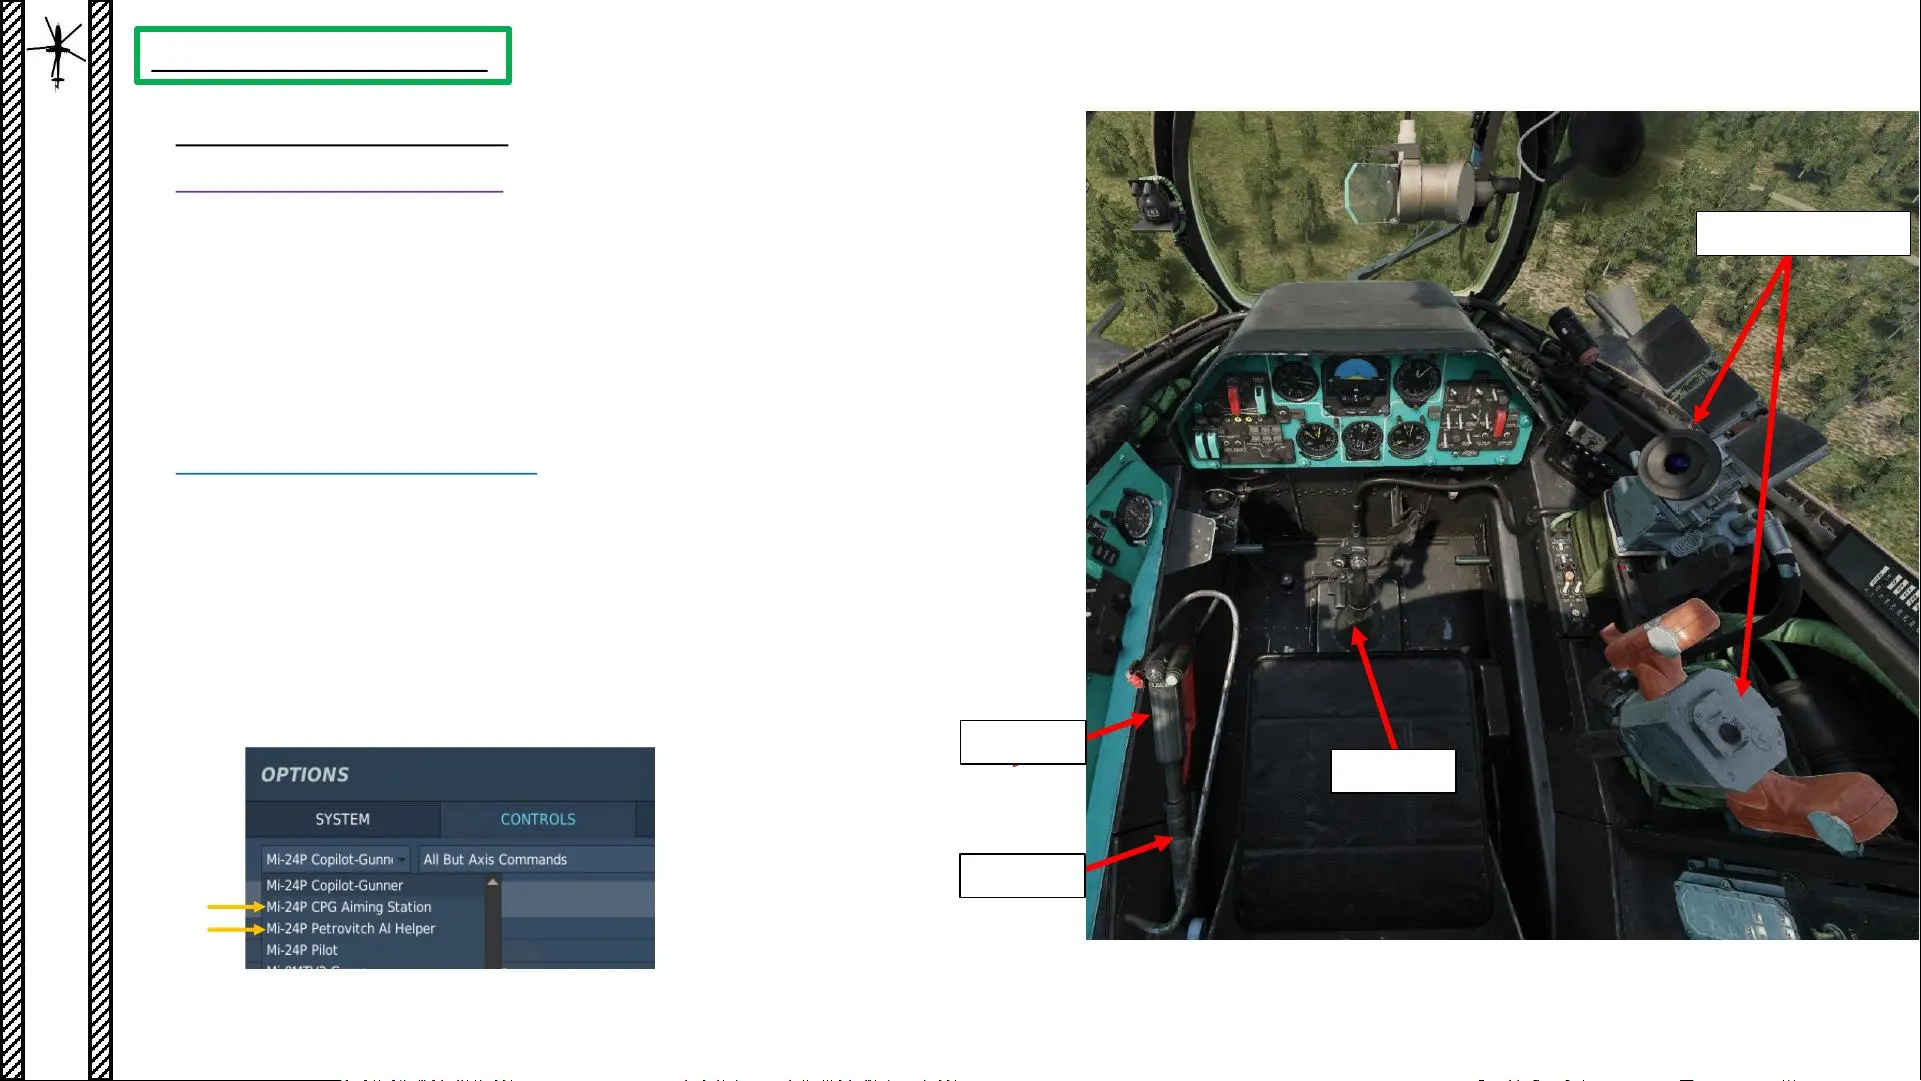 OPTIONS
SYSTEM CONTROLS
Mi-24P Copilot-Gunn All But Axis Commands
Mi-24P Copilot-Gunner
Mi-24P CPG Aiming Station
Mi-24P Petrovitch AI Helper
Mi-24P Pilot